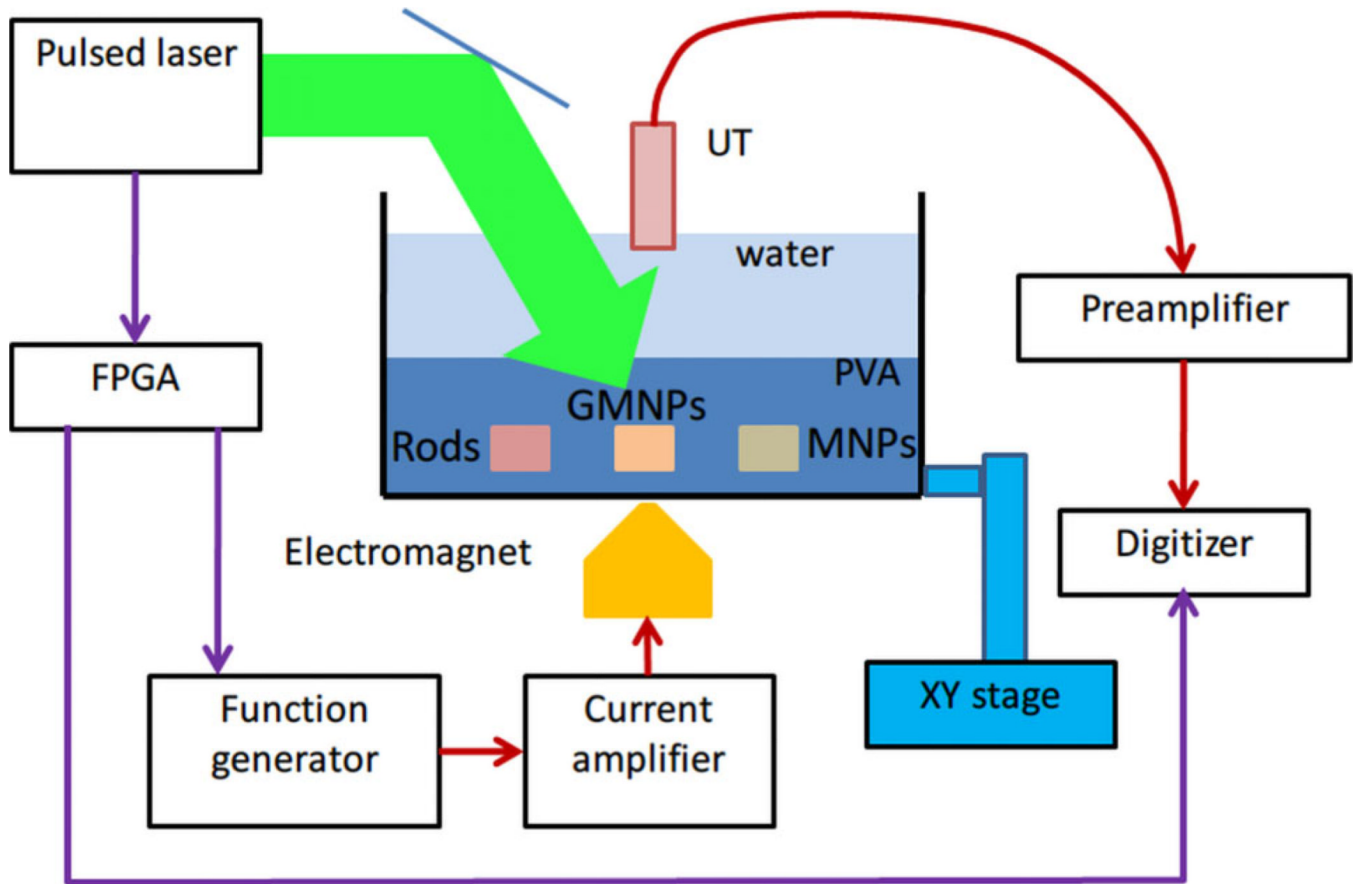 Pulsed laser
UT
water
Preamplifier
FPGA
PVA
GMNPs
Rods
MNPs
Electromagnet
Digitizer
Function
generator
Current
amplifier
XY stage